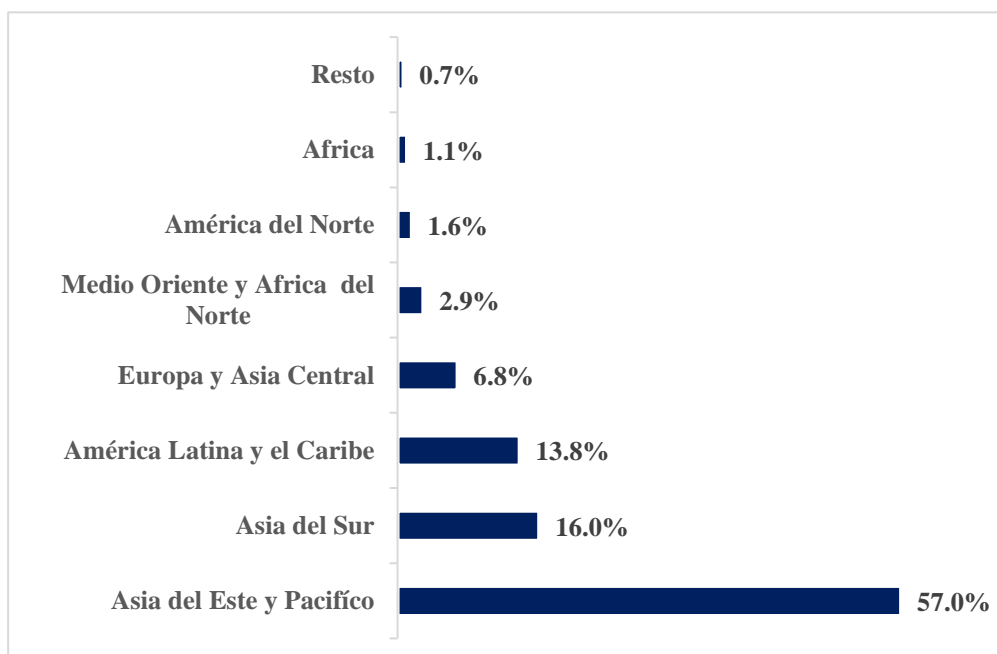 Resto 0.7%
Africa 1.1%
América del Norte 1.6%
Medio Oriente y Africa del
Norte 2.9%
Europa y Asia Central 6.8%
América Latina y el Caribe 13.8%
Asia del Sur 16.0%
Asia del Este y Pacifíco 57.0%